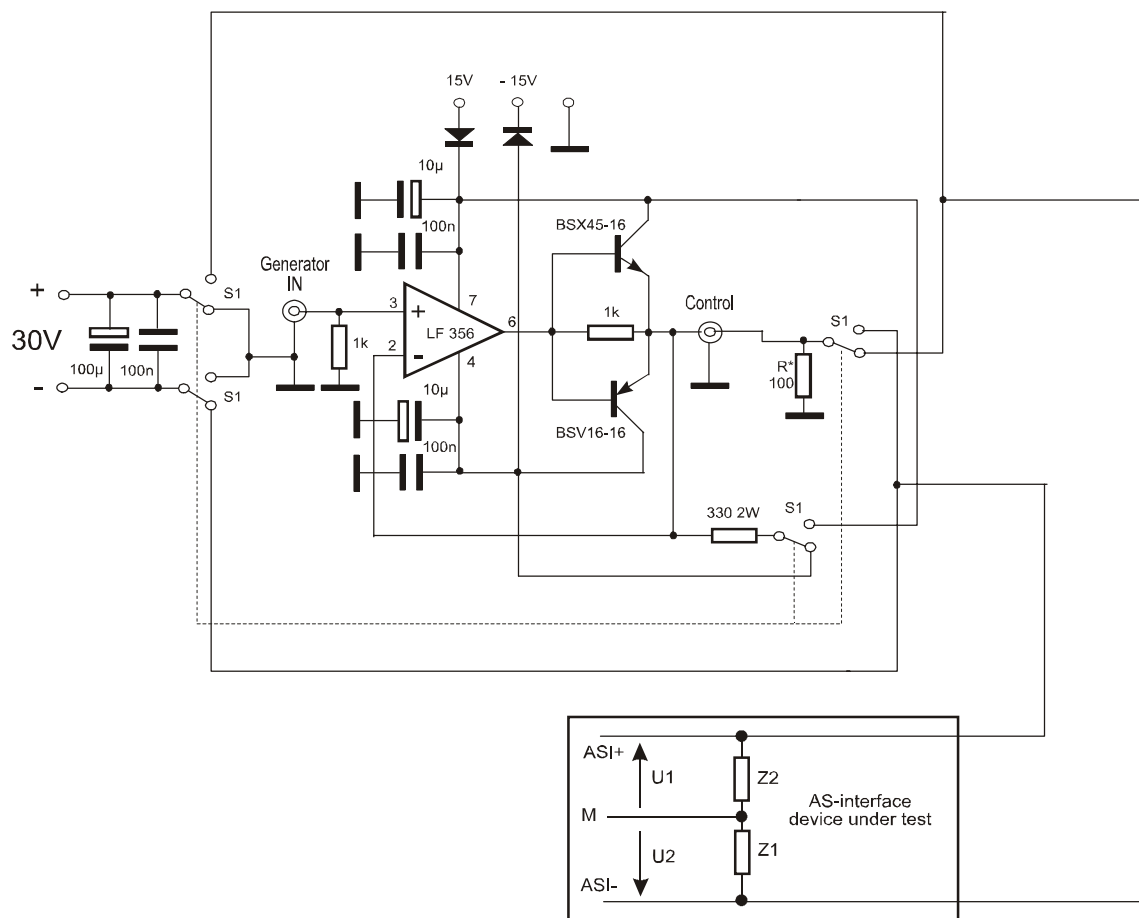 15V
- 15V
10µ
100n
BSX45-16
Generator
IN
+
30V
-
100µ
100n
S1
S1
1k
3
+
2
-
LF 356
7
6
4
1k
Control
S1
R*
100
10µ
100n
BSV16-16
330 2W
S1
ASI+
U1
Z2
M
AS-interface
device under test
U2
Z1
ASI-